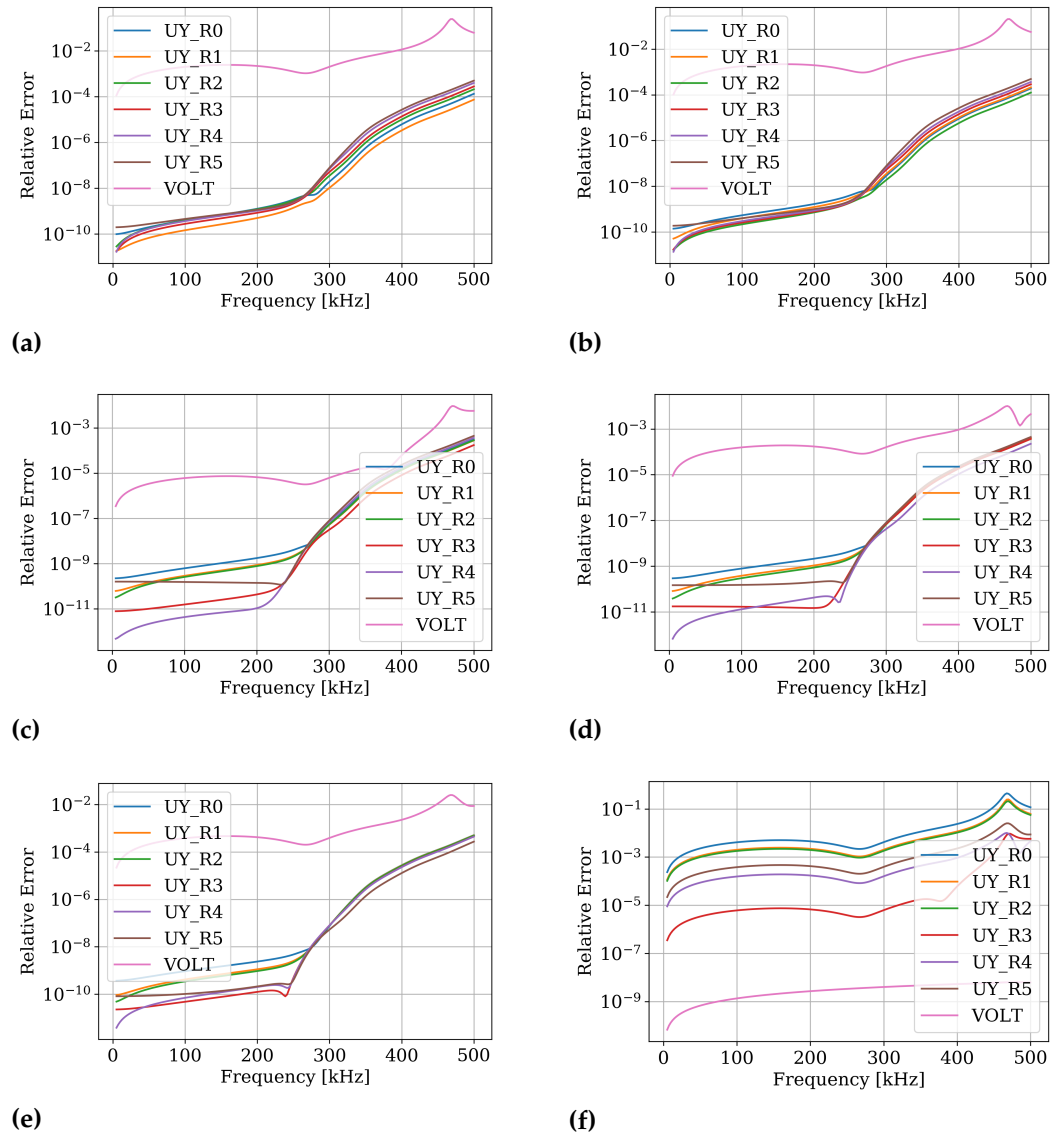 UY_R0
UY_R1
UY_R2
UY_R3
UY_R4
UY_R5
VOLT
Relative Error
10−2
10−4
10−6
10−8
10−10
0 100 200 300 400 500
Frequency [kHz]
(a)
UY_R0
UY_R1
UY_R2
UY_R3
UY_R4
UY_R5
VOLT
Relative Error
10−2
10−4
10−6
10−8
10−10
0 100 200 300 400 500
Frequency [kHz]
(b)
UY_R0
UY_R1
UY_R2
UY_R3
UY_R4
UY_R5
VOLT
Relative Error
10−3
10−5
10−7
10−9
10−11
0 100 200 300 400 500
Frequency [kHz]
(c)
UY_R0
UY_R1
UY_R2
UY_R3
UY_R4
UY_R5
VOLT
Relative Error
10−3
10−5
10−7
10−9
10−11
0 100 200 300 400 500
Frequency [kHz]
(d)
UY_R0
UY_R1
UY_R2
UY_R3
UY_R4
UY_R5
VOLT
Relative Error
10−2
10−4
10−6
10−8
10−10
0 100 200 300 400 500
Frequency [kHz]
(e)
UY_R0
UY_R1
UY_R2
UY_R3
UY_R4
UY_R5
VOLT
Relative Error
10−1
10−3
10−5
10−7
10−9
0 100 200 300 400 500
Frequency [kHz]
(f)